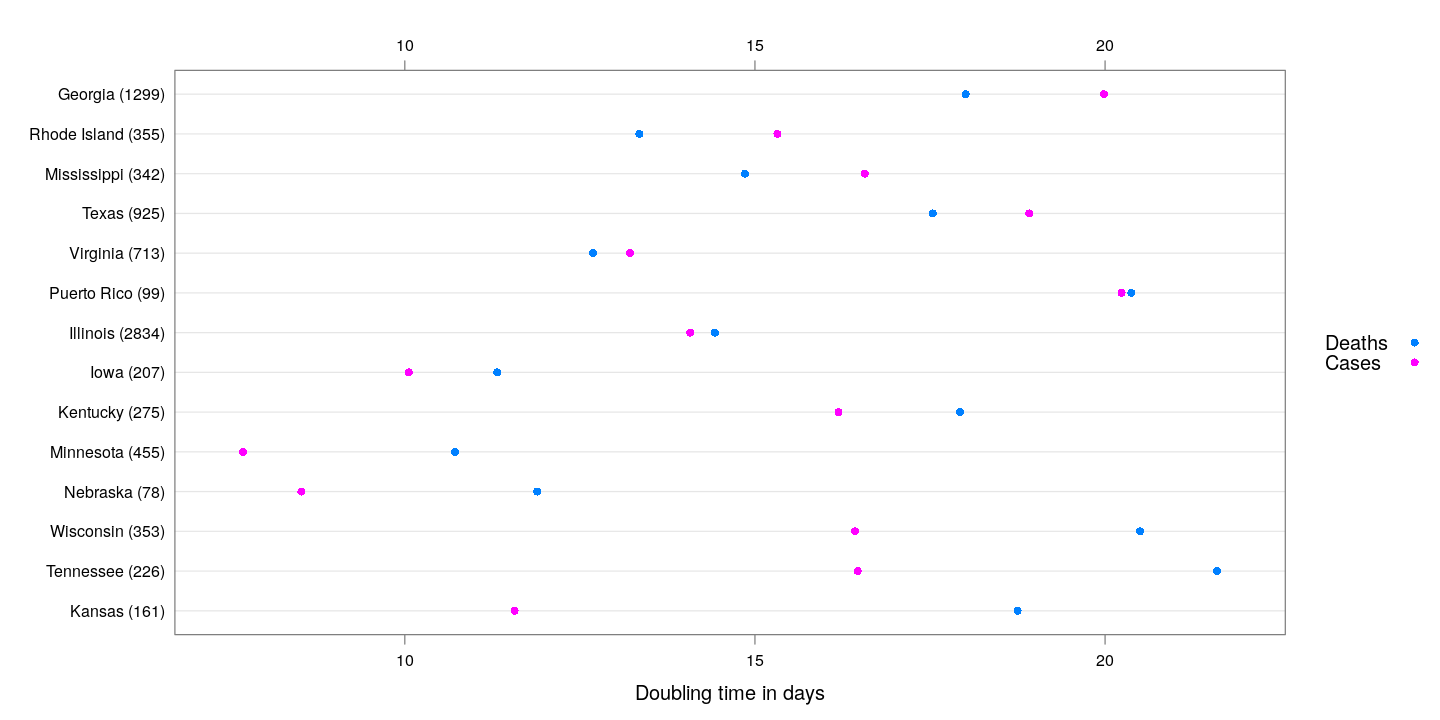 10 15 20
Georgia (1299)
Rhode Island (355)
Mississippi (342)
Texas (925)
Virginia (713)
Puerto Rico (99)
Illinois (2834)
Iowa (207)
Kentucky (275)
Minnesota (455)
Nebraska (78)
Wisconsin (353)
Tennessee (226)
Kansas (161)
10 15 20
Doubling time in days
Deaths
Cases